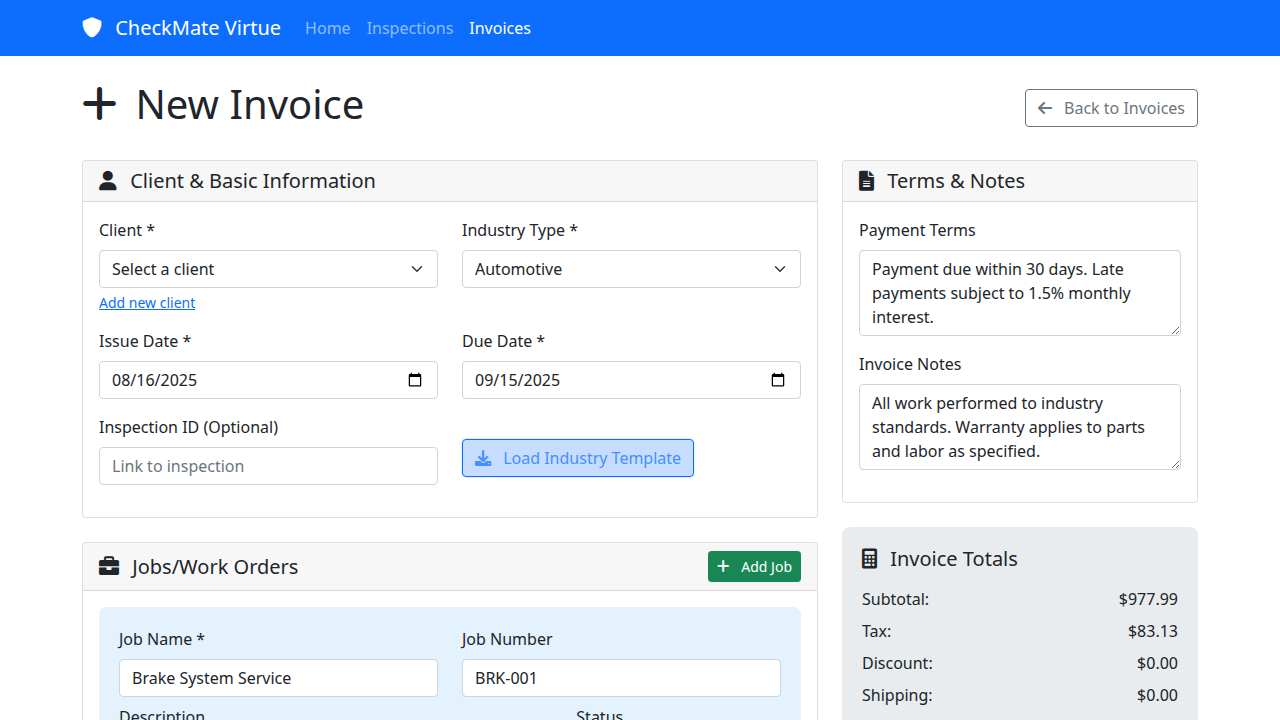 CheckMate Virtue Home Inspections Invoices
New Invoice
Back to Invoices
Client & Basic Information
Client *
Industry Type *
Select a client
Automotive
Add new client
Issue Date *
Due Date *
08/16/2025
09/15/2025
Inspection ID (Optional)
Link to inspection
Load Industry Template
Jobs/Work Orders
Add Job
Job Name *
Job Number
Brake System Service
BRK-001
Description
Status
Terms & Notes
Payment Terms
Payment due within 30 days. Late
payments subject to 1.5% monthly
interest.
Invoice Notes
All work performed to industry
standards. Warranty applies to parts
and labor as specified.
Invoice Totals
Subtotal: $977.99
Tax: $83.13
Discount: $0.00
Shipping: $0.00